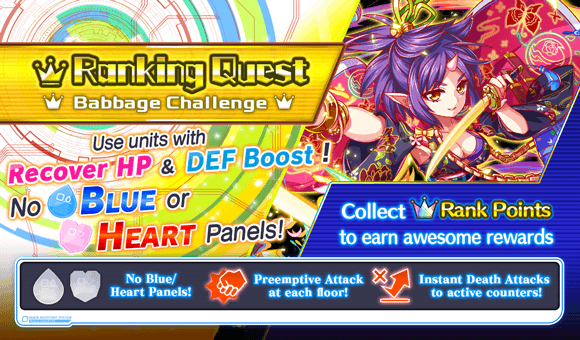 Ranking Quest
Babbage Challenge
Use units with
Recover HP & DEF Boost !
No BLUE or
HEART Panels!
Collect Rank Points
to earn awesome rewards
No Blue/
Heart Panels!
Preemptive Attack
at each floor!
Instant Death Attacks
to active counters!